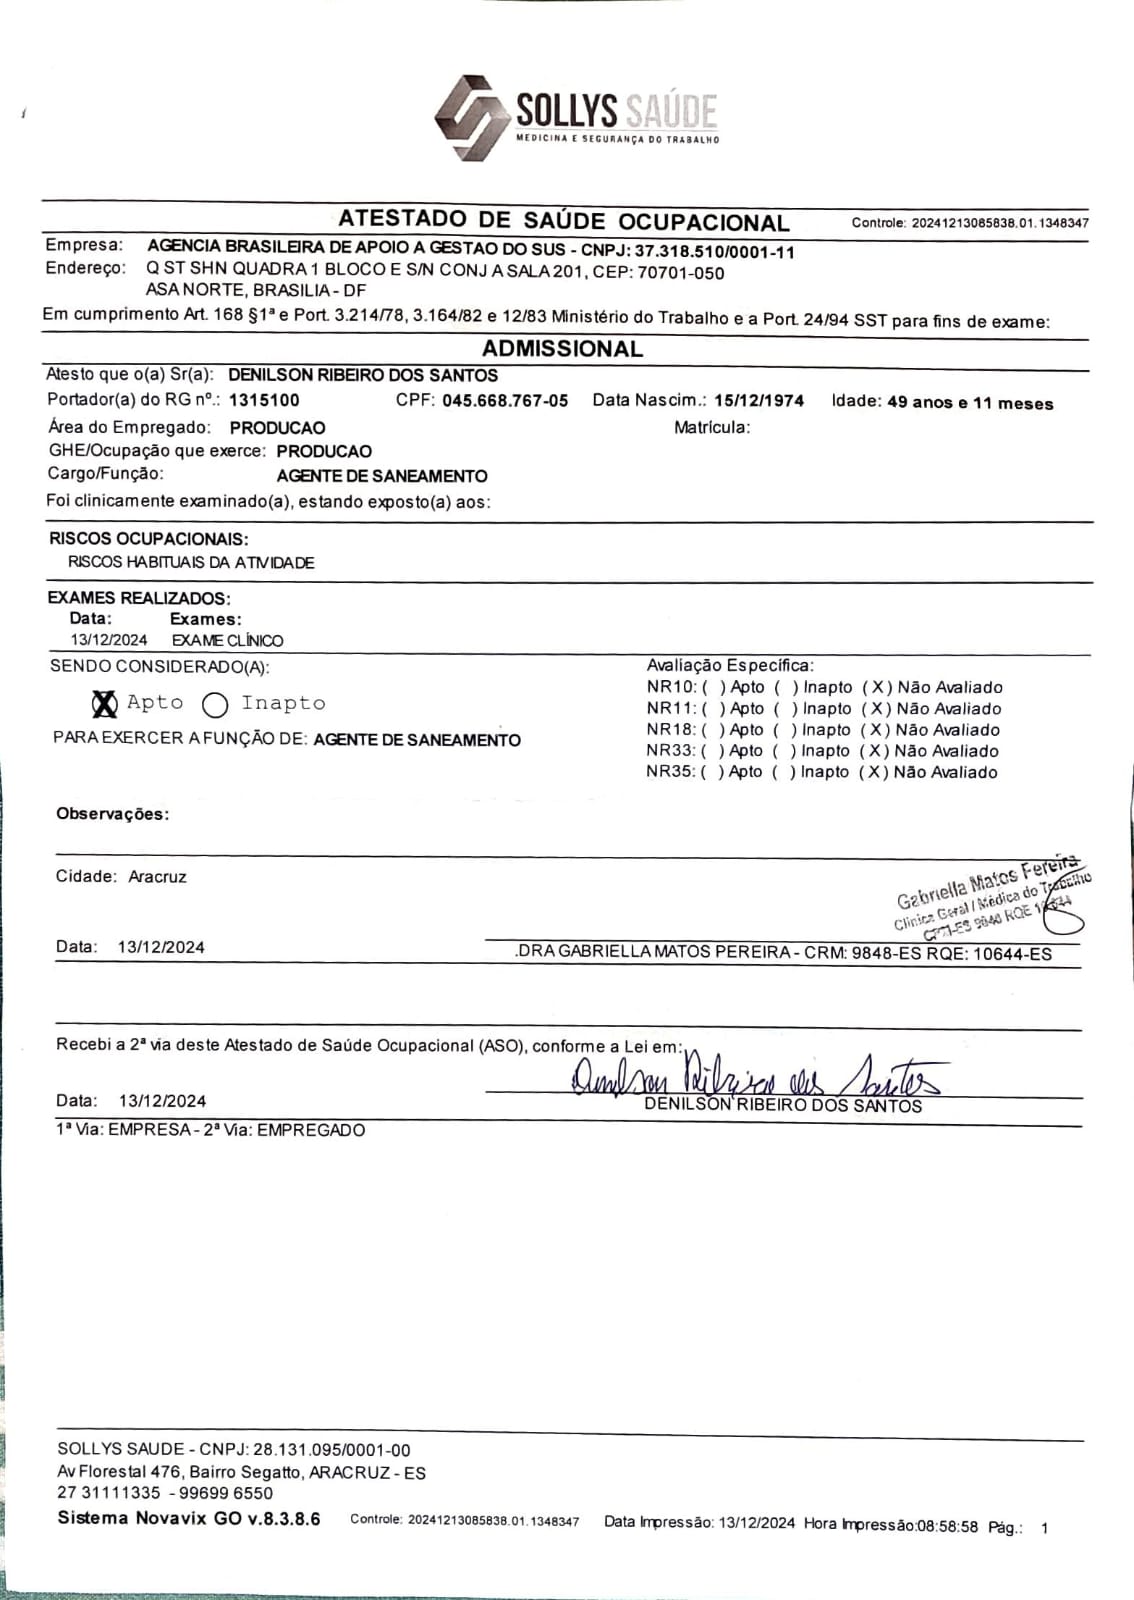 SOLLYS SAÚDE
MEDICINA E SEGURANÇA DO TRABALHO
ATESTADO DE SAÚDE OCUPACIONAL Controle: 20241213085838.01.1348347
Empresa: AGENCIA BRASILEIRA DE APOIO A GESTAO DO SUS - CNPJ: 37.318.510/0001-11
Endereço: Q ST SHN QUADRA 1 BLOCO E S/N CONJ A SALA 201, CEP: 70701-050
ASA NORTE, BRASILIA - DF
Em cumprimento Art. 168 §1ª e Port. 3.214/78, 3.164/82 e 12/83 Ministério do Trabalho e a Port. 24/94 SST para fins de exame:
ADMISSIONAL
Atesto que o(a) Sr(a): DENILSON RIBEIRO DOS SANTOS
Portador(a) do RG nº.: 1315100 CPF: 045.668.767-05 Data Nascim.: 15/12/1974 Idade: 49 anos e 11 meses
Área do Empregado: PRODUCAO Matrícula:
GHE/Ocupação que exerce: PRODUCAO
Cargo/Função: AGENTE DE SANEAMENTO
Foi clinicamente examinado(a), estando exposto(a) aos:
RISCOS OCUPACIONAIS:
RISCOS HABITUAIS DA ATIVIDADE
EXAMES REALIZADOS:
Data: Exames:
13/12/2024 EXAME CLÍNICO
SENDO CONSIDERADO(A):
X Apto Inapto
PARA EXERCER A FUNÇÃO DE: AGENTE DE SANEAMENTO
Avaliação Específica:
NR10: ( ) Apto ( ) Inapto (X) Não Avaliado
NR11: ( ) Apto ( ) Inapto (X) Não Avaliado
NR18: ( ) Apto ( ) Inapto (X) Não Avaliado
NR33: ( ) Apto ( ) Inapto (X) Não Avaliado
NR35: ( ) Apto ( ) Inapto (X) Não Avaliado
Observações:
Cidade: Aracruz
Gabriella Matos Pereira
Clínica Geral / Médica do Trabalho
CRM-ES 9848 RQE
Data: 13/12/2024
.DRA GABRIELLA MATOS PEREIRA - CRM: 9848-ES RQE: 10644-ES
Recebi a 2ª via deste Atestado de Saúde Ocupacional (ASO), conforme a Lei em:
Denilson Ribeiro dos Santos
Data: 13/12/2024
DENILSON RIBEIRO DOS SANTOS
1ª Via: EMPRESA - 2ª Via: EMPREGADO
SOLLYS SAUDE - CNPJ: 28.131.095/0001-00
Av Florestal 476, Bairro Segatto, ARACRUZ - ES
27 31111335 - 99699 6550
Sistema Novavix GO v.8.3.8.6 Controle: 20241213085838.01.1348347 Data Impressão: 13/12/2024 Hora Impressão:08:58:58 Pág.: 1